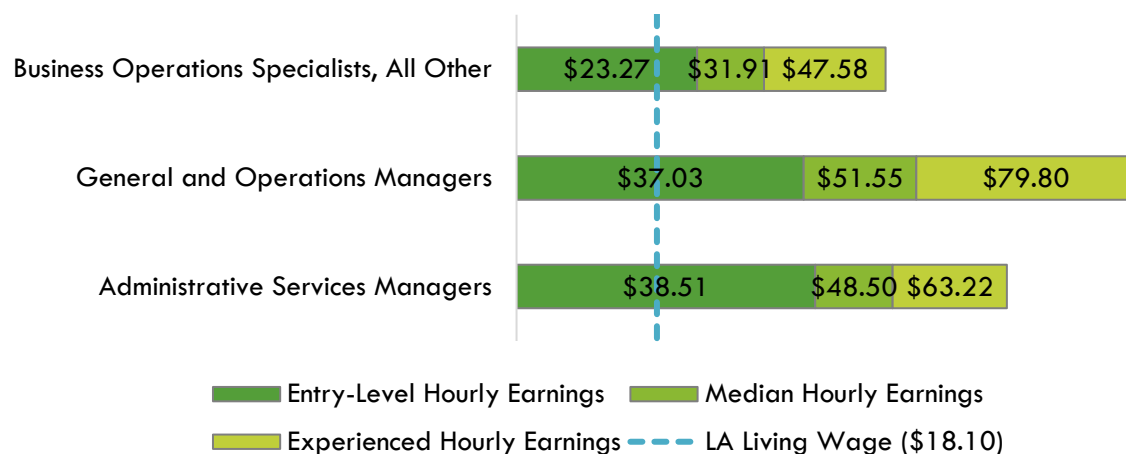 Business Operations Specialists, All Other $23.27 $31.91 $47.58
General and Operations Managers $37.03 $51.55 $79.80
Administrative Services Managers $38.51 $48.50 $63.22
Entry-Level Hourly Earnings Median Hourly Earnings
Experienced Hourly Earnings LA Living Wage ($18.10)